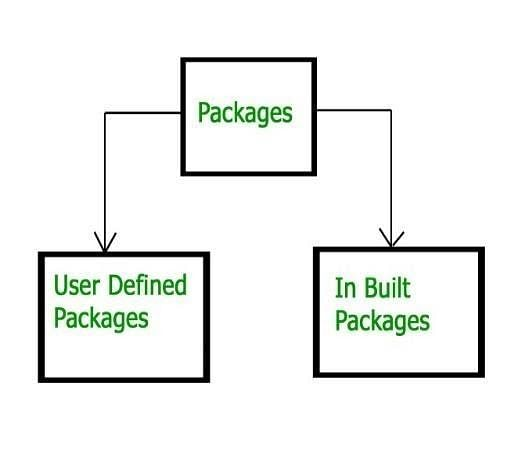 Packages
User Defined
Packages
In Built
Packages